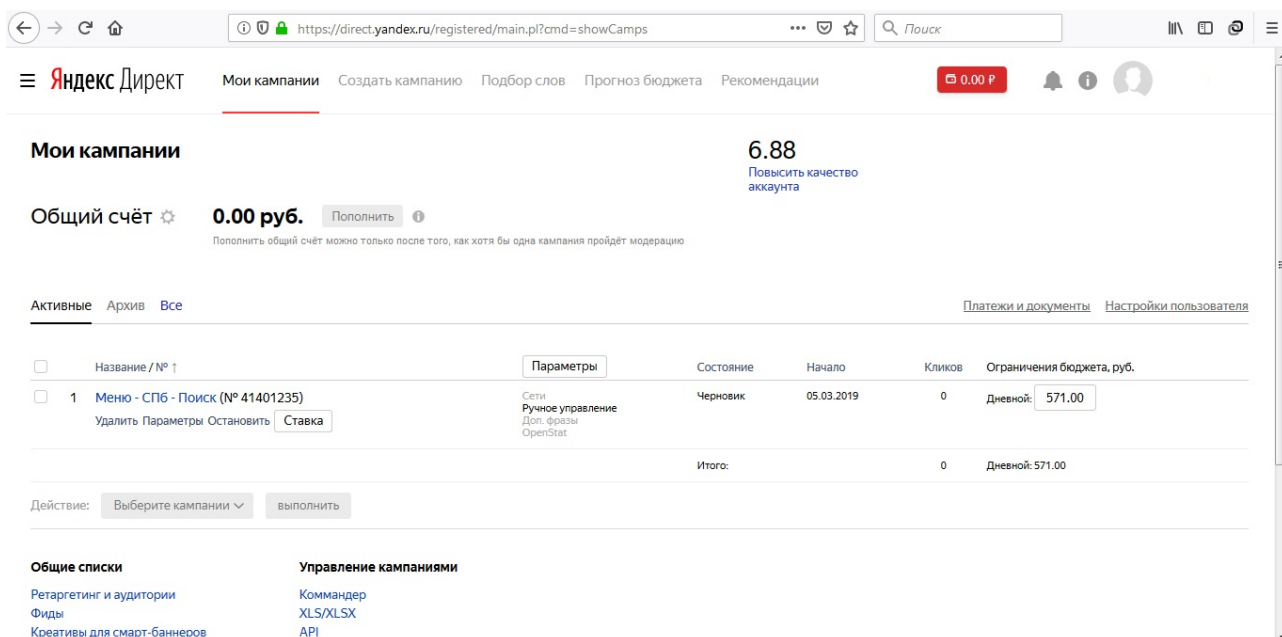 https://direct.yandex.ru/registered/main.pl?cmd=showCamps
Поиск
Яндекс Директ Мои кампании Создать кампанию Подбор слов Прогноз бюджета Рекомендации 0.00 ₽
Мои кампании
6.88
Повысить качество
аккаунта
Общий счёт 0.00 руб. Пополнить
Пополнить общий счёт можно только после того, как хотя бы одна кампания пройдёт модерацию
Активные Архив Все Платежи и документы Настройки пользователя
Название / № ↑ Параметры Состояние Начало Кликов Ограничения бюджета, руб.
1 Меню - СПб - Поиск (№ 41401235) Сети Черновик 05.03.2019 0 Дневной: 571.00
Ручное управление
Удалить Параметры Остановить Ставка Доп. фразы
OpenStat
Итого: 0 Дневной: 571.00
Действие: Выберите кампании выполнить
Общие списки Управление кампаниями
Ретаргетинг и аудитории Коммандер
Фиды XLS/XLSX
Креативы для смарт-баннеров API